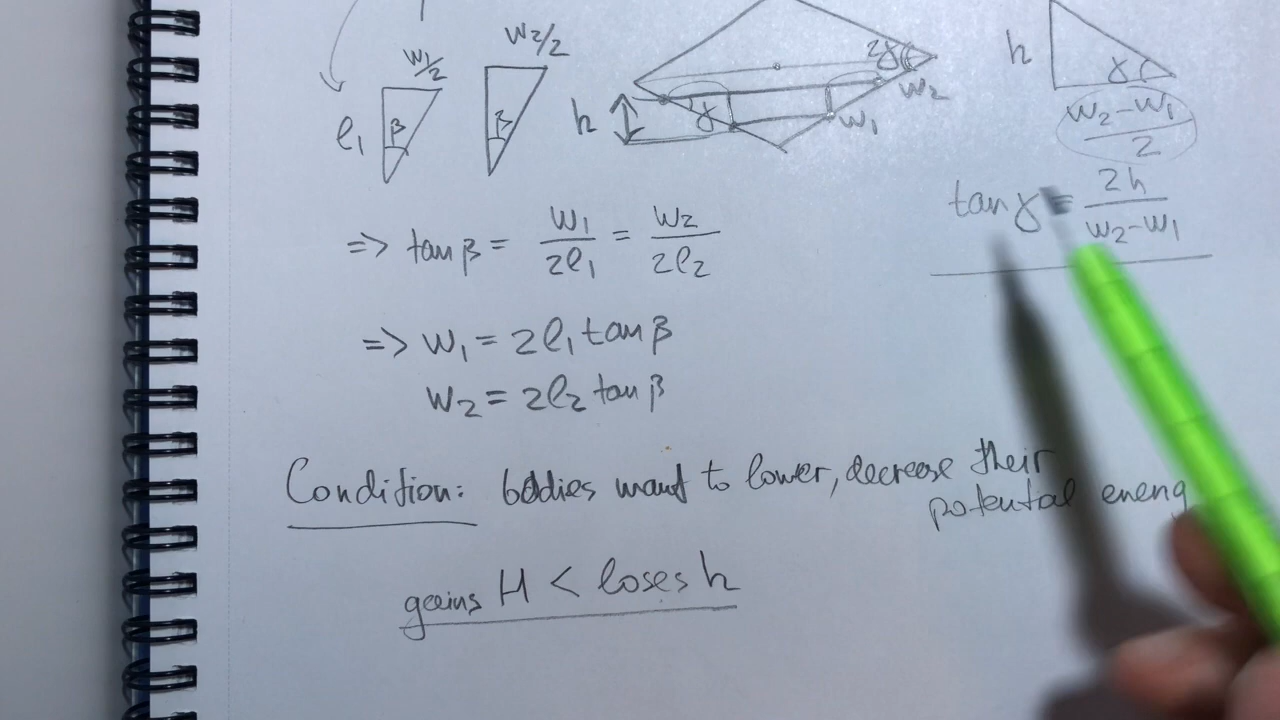 w₁/2
w₂/2
ℓ₁
β
β
h
γ
2γ
w₂
w₁
h
γ
w₂-w₁
2
tan γ = 2h / w₂-w₁
=> tan β = w₁ / 2ℓ₁ = w₂ / 2ℓ₂
=> w₁ = 2ℓ₁ tan β
w₂ = 2ℓ₂ tan β
Condition: bodies want to lower, decrease their
potential energ
gains H < loses h